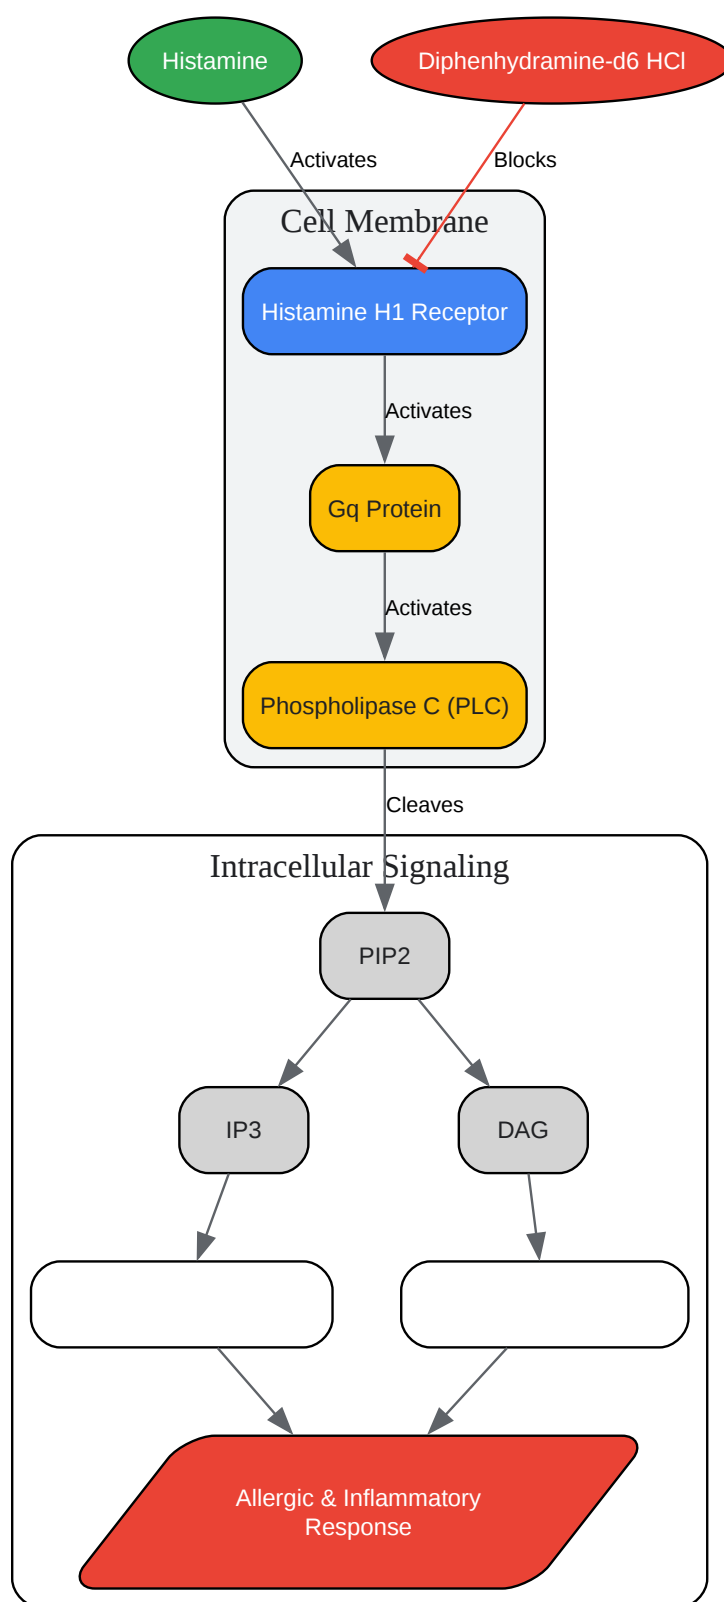 Histamine
Diphenhydramine-d6 HCl
Activates
Blocks
Cell Membrane
Histamine H1 Receptor
Activates
Gq Protein
Activates
Phospholipase C (PLC)
Cleaves
Intracellular Signaling
PIP2
IP3
DAG
Allergic & Inflammatory
Response